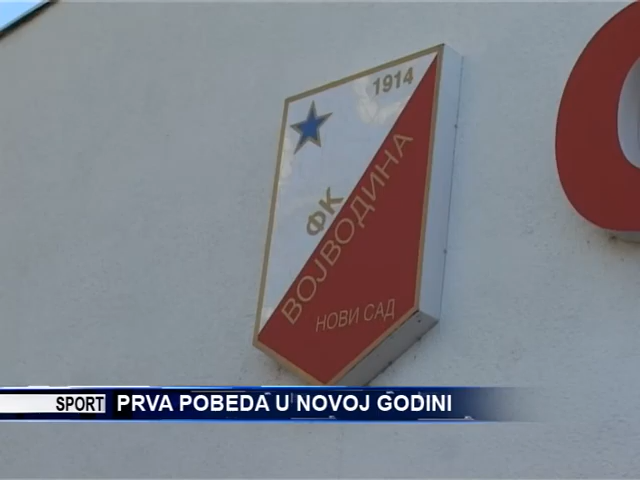 1914
ФК
ВОЈВОДИНА
НОВИ САД
SPORT
PRVA POBEDA U NOVOJ GODINI